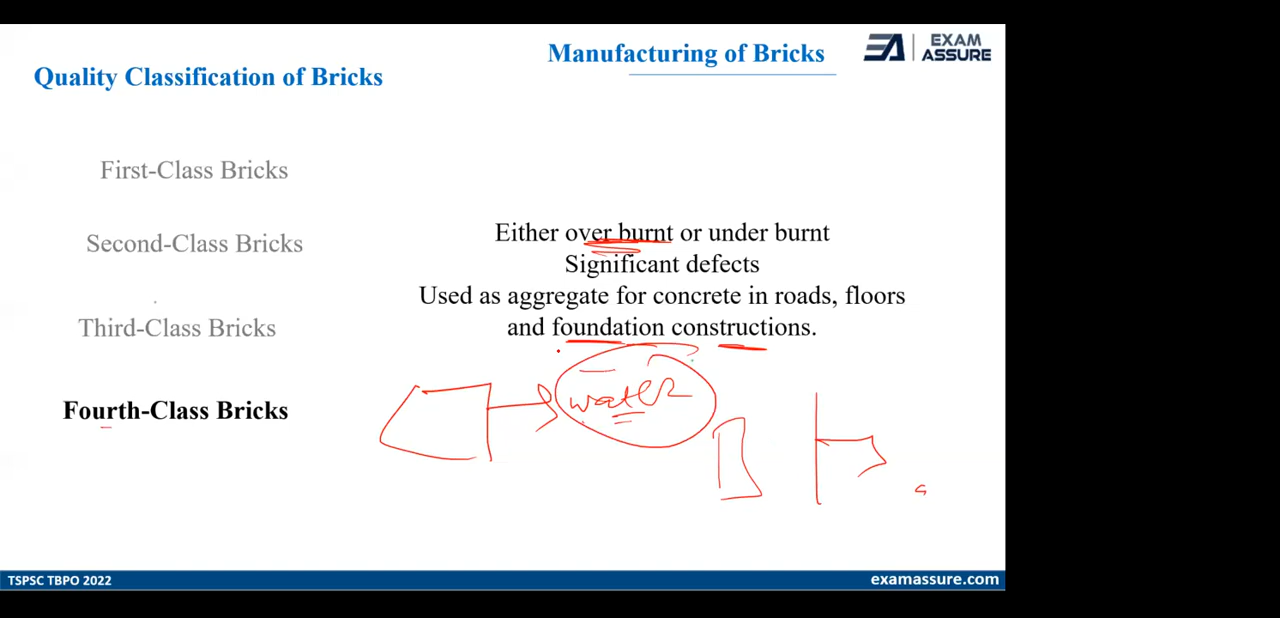 Manufacturing of Bricks
EXAM
ASSURE
Quality Classification of Bricks
First-Class Bricks
Second-Class Bricks
Third-Class Bricks
Fourth-Class Bricks
Either over burnt or under burnt
Significant defects
Used as aggregate for concrete in roads, floors
and foundation constructions.
water
TSPSC TBPO 2022
examassure.com